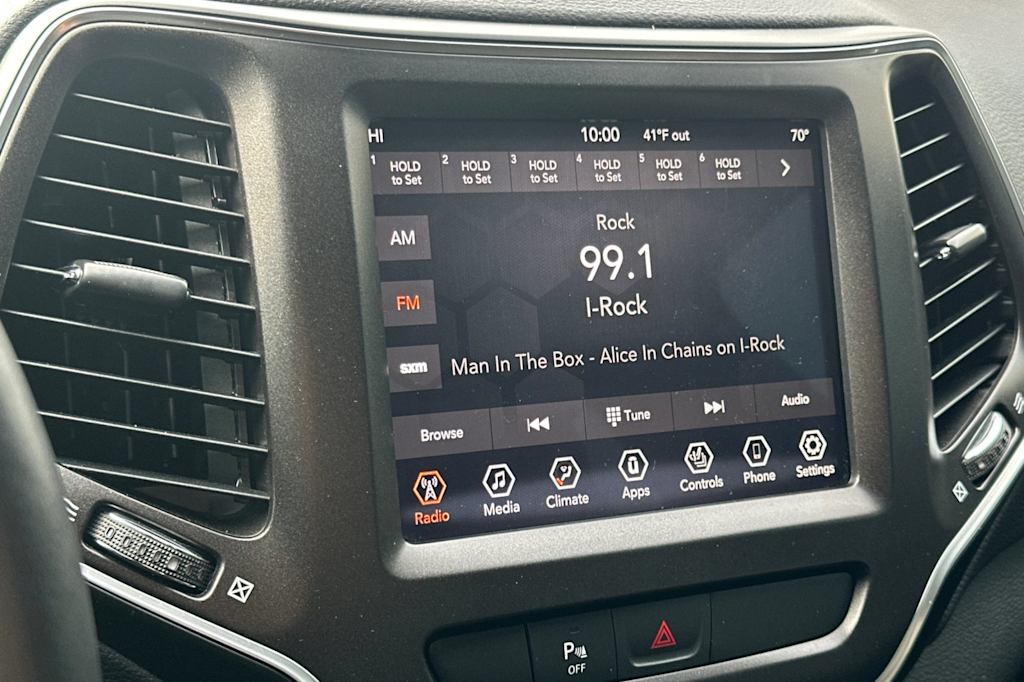 HI 10:00 41°F out 70°
1 HOLD to Set 2 HOLD to Set 3 HOLD to Set 4 HOLD to Set 5 HOLD to Set 6 HOLD to Set
Rock
AM
99.1
FM
I-Rock
sxm
Man In The Box - Alice In Chains on I-Rock
Browse Tune Audio
Radio Media Climate Apps Controls Phone Settings
P
OFF